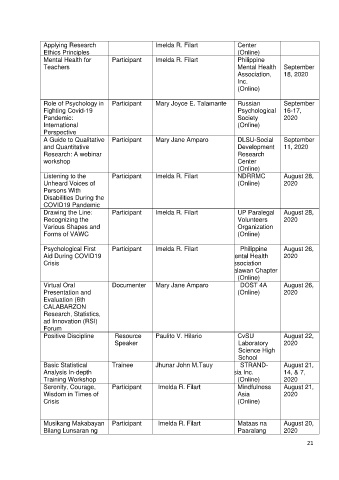 Applying Research Imelda R. Filart Center
Ethics Principles (Online)
Mental Health for Participant Imelda R. Filart Philippine
Teachers Mental Health September
Association, 18, 2020
Inc.
(Online)
Role of Psychology in Participant Mary Joyce E. Talamante Russian September
Fighting Covid-19 Psychological 16-17,
Pandemic: Society 2020
International (Online)
Perspective
A Guide to Qualitative Participant Mary Jane Amparo DLSU-Social September
and Quantitative Development 11, 2020
Research: A webinar Research
workshop Center
(Online)
Listening to the Participant Imelda R. Filart NDRRMC August 28,
Unheard Voices of (Online) 2020
Persons With
Disabilities During the
COVID19 Pandemic
Drawing the Line: Participant Imelda R. Filart UP Paralegal August 28,
Recognizing the Volunteers 2020
Various Shapes and Organization
Forms of VAWC (Online)
Psychological First Participant Imelda R. Filart Philippine August 26,
Aid During COVID19 ental Health 2020
Crisis ssociation
alawan Chapter
(Online)
Virtual Oral Documenter Mary Jane Amparo DOST 4A August 26,
Presentation and (Online) 2020
Evaluation (6th
CALABARZON
Research, Statistics,
ad Innovation (RSI)
Forum
Positive Discipline Resource Paulito V. Hilario CvSU August 22,
Speaker Laboratory 2020
Science High
School
Basic Statistical Trainee Jhunar John M.Tauy STRAND-
 August 21,
Analysis In-depth sia Inc. 14, & 7,
Training Workshop (Online) 2020
Serenity, Courage, Participant Imelda R. Filart Mindfulness August 21,
Wisdom in Times of Asia 2020
Crisis (Online)
Musikang Makabayan Participant Imelda R. Filart Mataas na August 20,
Bilang Lunsaran ng Paaralang 2020
21